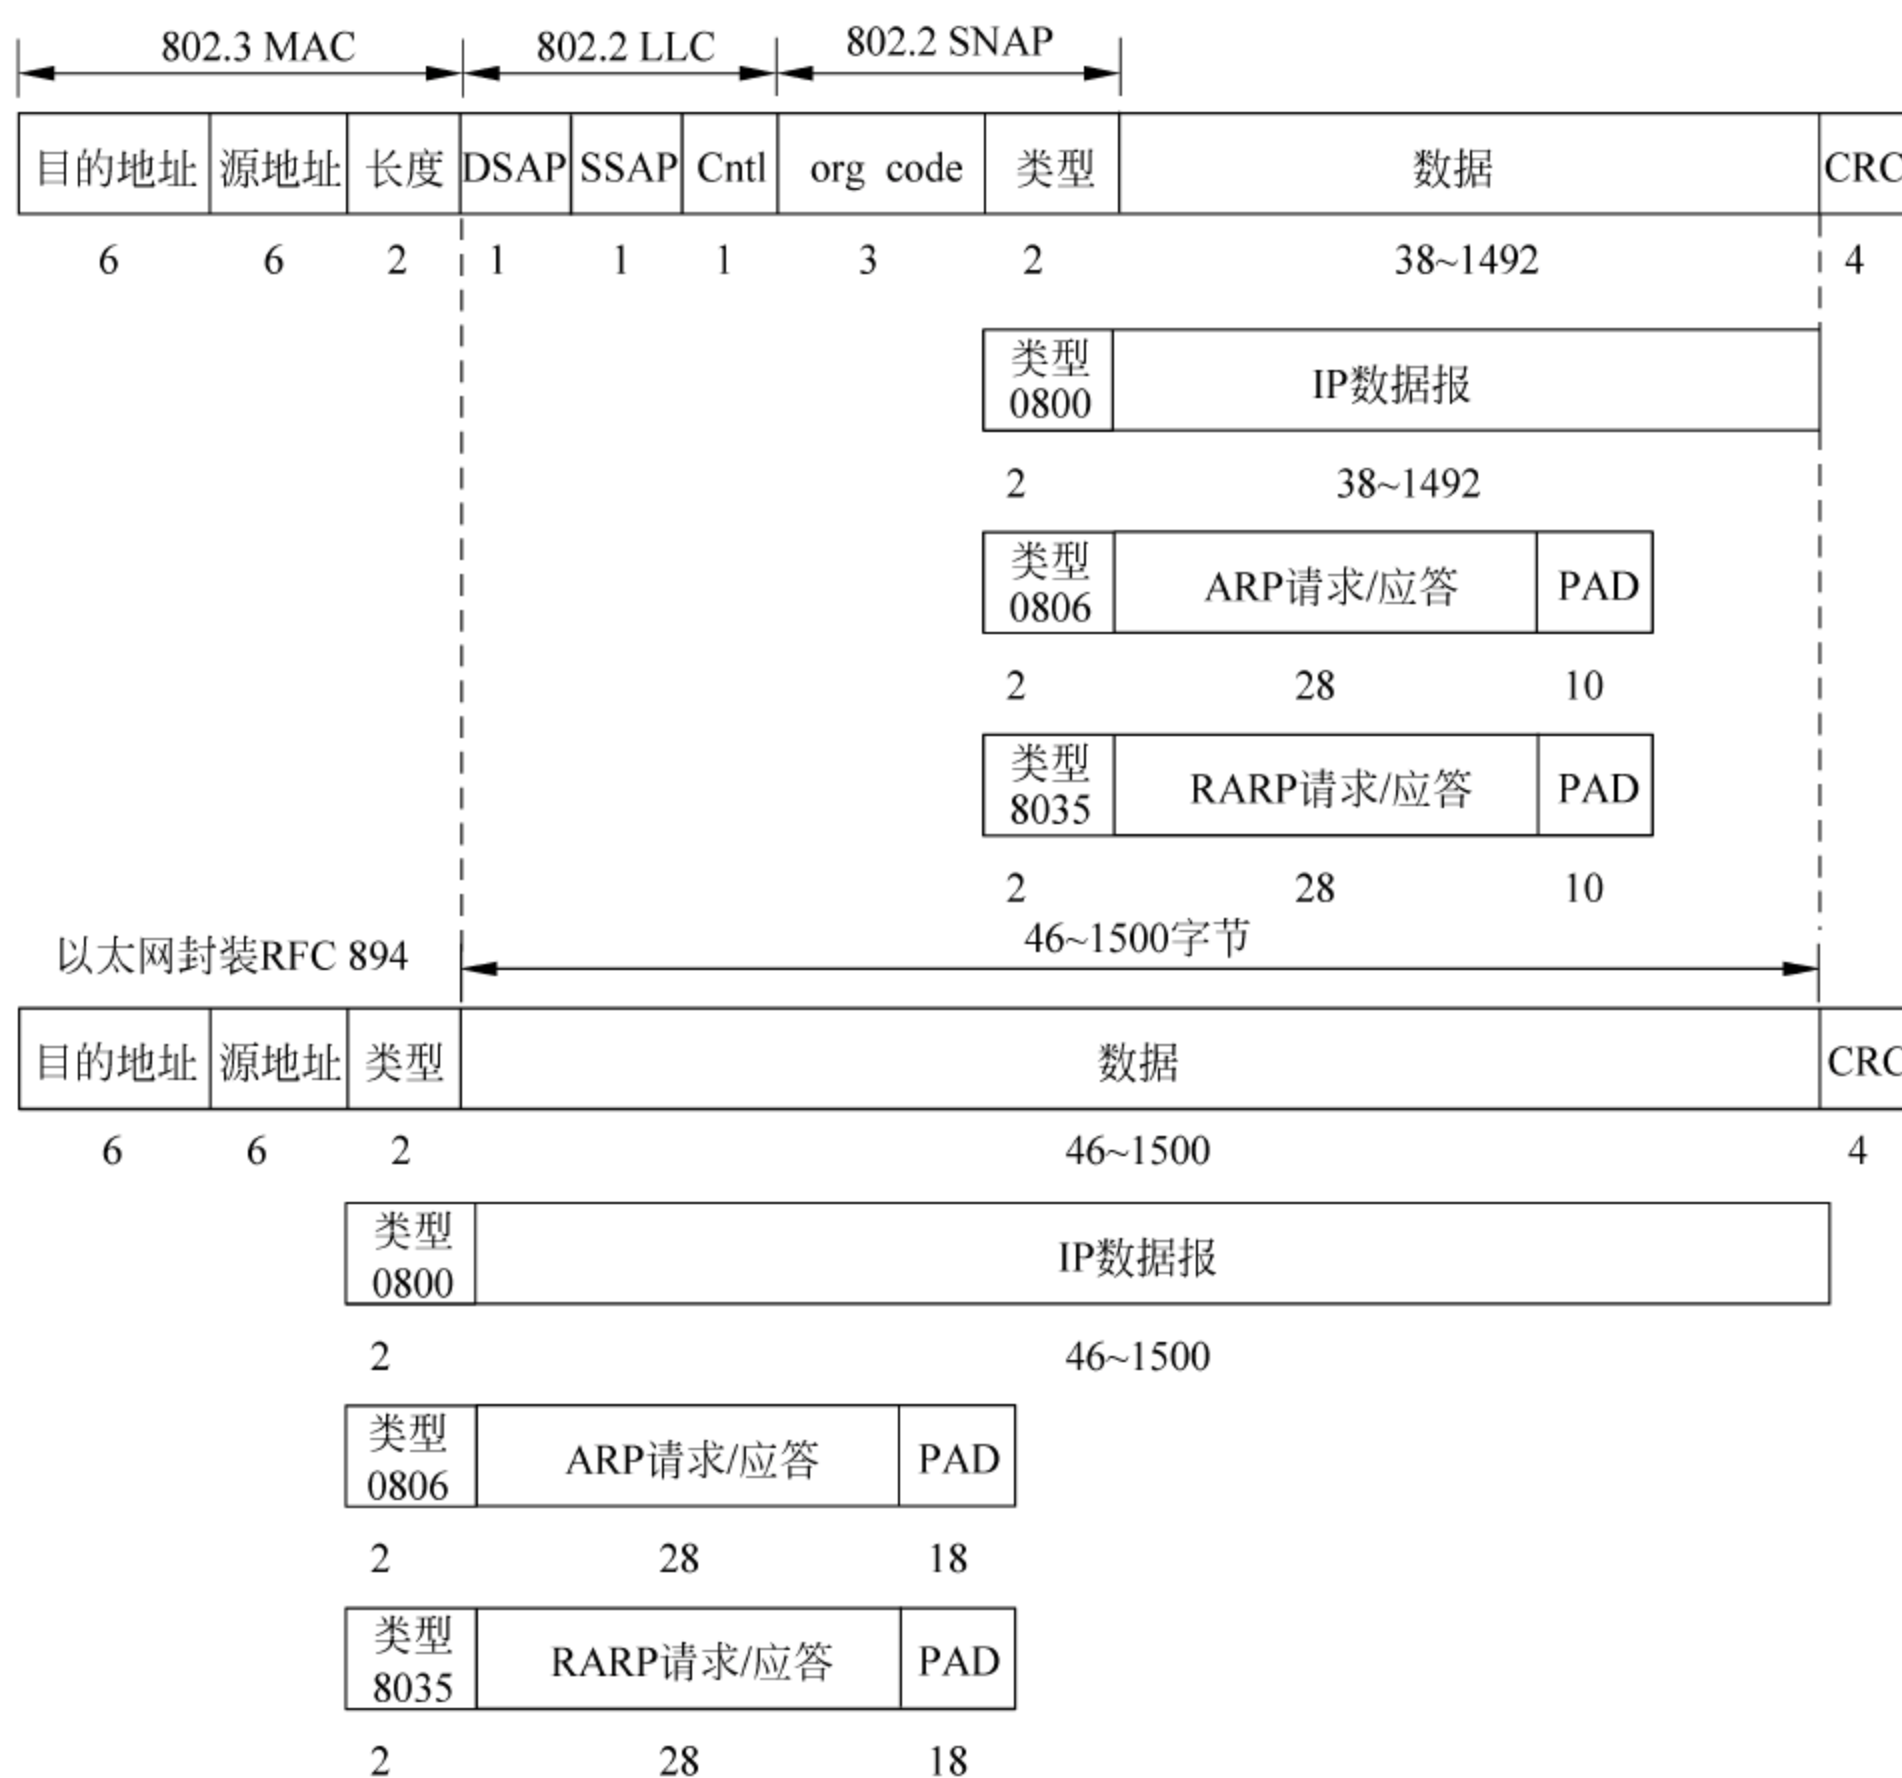 802.3 MAC 802.2 LLC 802.2 SNAP
目的地址 源地址 长度 DSAP SSAP Cntl org code 类型 数据 CRC
6 6 2 1 1 1 3 2 38~1492 4
类型 0800 IP数据报
2 38~1492
类型 0806 ARP请求/应答 PAD
2 28 10
类型 8035 RARP请求/应答 PAD
2 28 10
以太网封装RFC 894 46~1500字节
目的地址 源地址 类型 数据 CRC
6 6 2 46~1500 4
类型 0800 IP数据报
2 46~1500
类型 0806 ARP请求/应答 PAD
2 28 18
类型 8035 RARP请求/应答 PAD
2 28 18